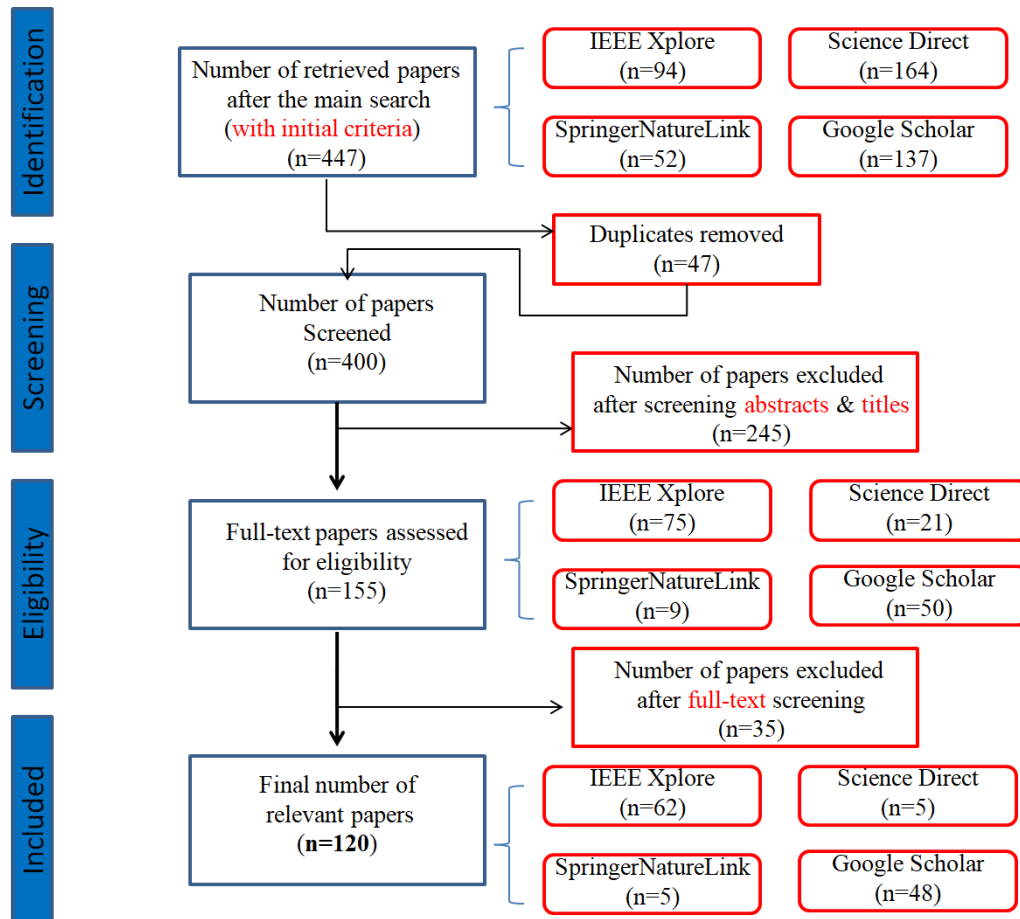 Identification
Number of retrieved papers
after the main search
(with initial criteria)
(n=447)
IEEE Xplore
(n=94)
Science Direct
(n=164)
SpringerNatureLink
(n=52)
Google Scholar
(n=137)
Duplicates removed
(n=47)
Screening
Number of papers
Screened
(n=400)
Number of papers excluded
after screening abstracts & titles
(n=245)
Eligibility
Full-text papers assessed
for eligibility
(n=155)
IEEE Xplore
(n=75)
Science Direct
(n=21)
SpringerNatureLink
(n=9)
Google Scholar
(n=50)
Number of papers excluded
after full-text screening
(n=35)
Included
Final number of
relevant papers
(n=120)
IEEE Xplore
(n=62)
Science Direct
(n=5)
SpringerNatureLink
(n=5)
Google Scholar
(n=48)